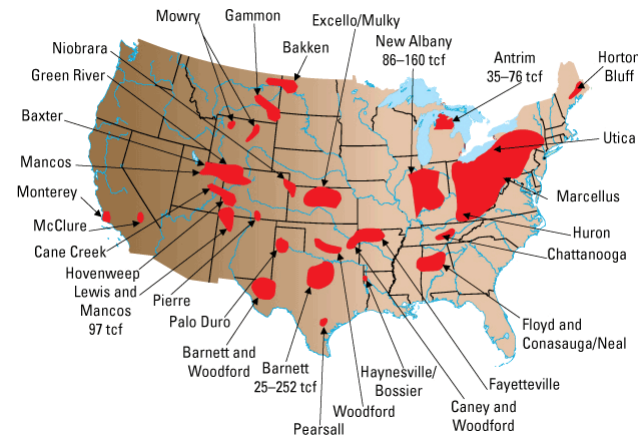 Mowry
Gammon
Excello/Mulky
Niobrara
Bakken
New Albany
86–160 tcf
Antrim
35–76 tcf
Horton
Bluff
Green River
Baxter
Utica
Mancos
Monterey
Marcellus
McClure
Huron
Cane Creek
Chattanooga
Hovenweep
Lewis and
Mancos
97 tcf
Pierre
Palo Duro
Floyd and
Conasauga/Neal
Barnett and
Woodford
Barnett
25–252 tcf
Haynesville/
Bossier
Fayetteville
Woodford
Caney and
Woodford
Pearsall